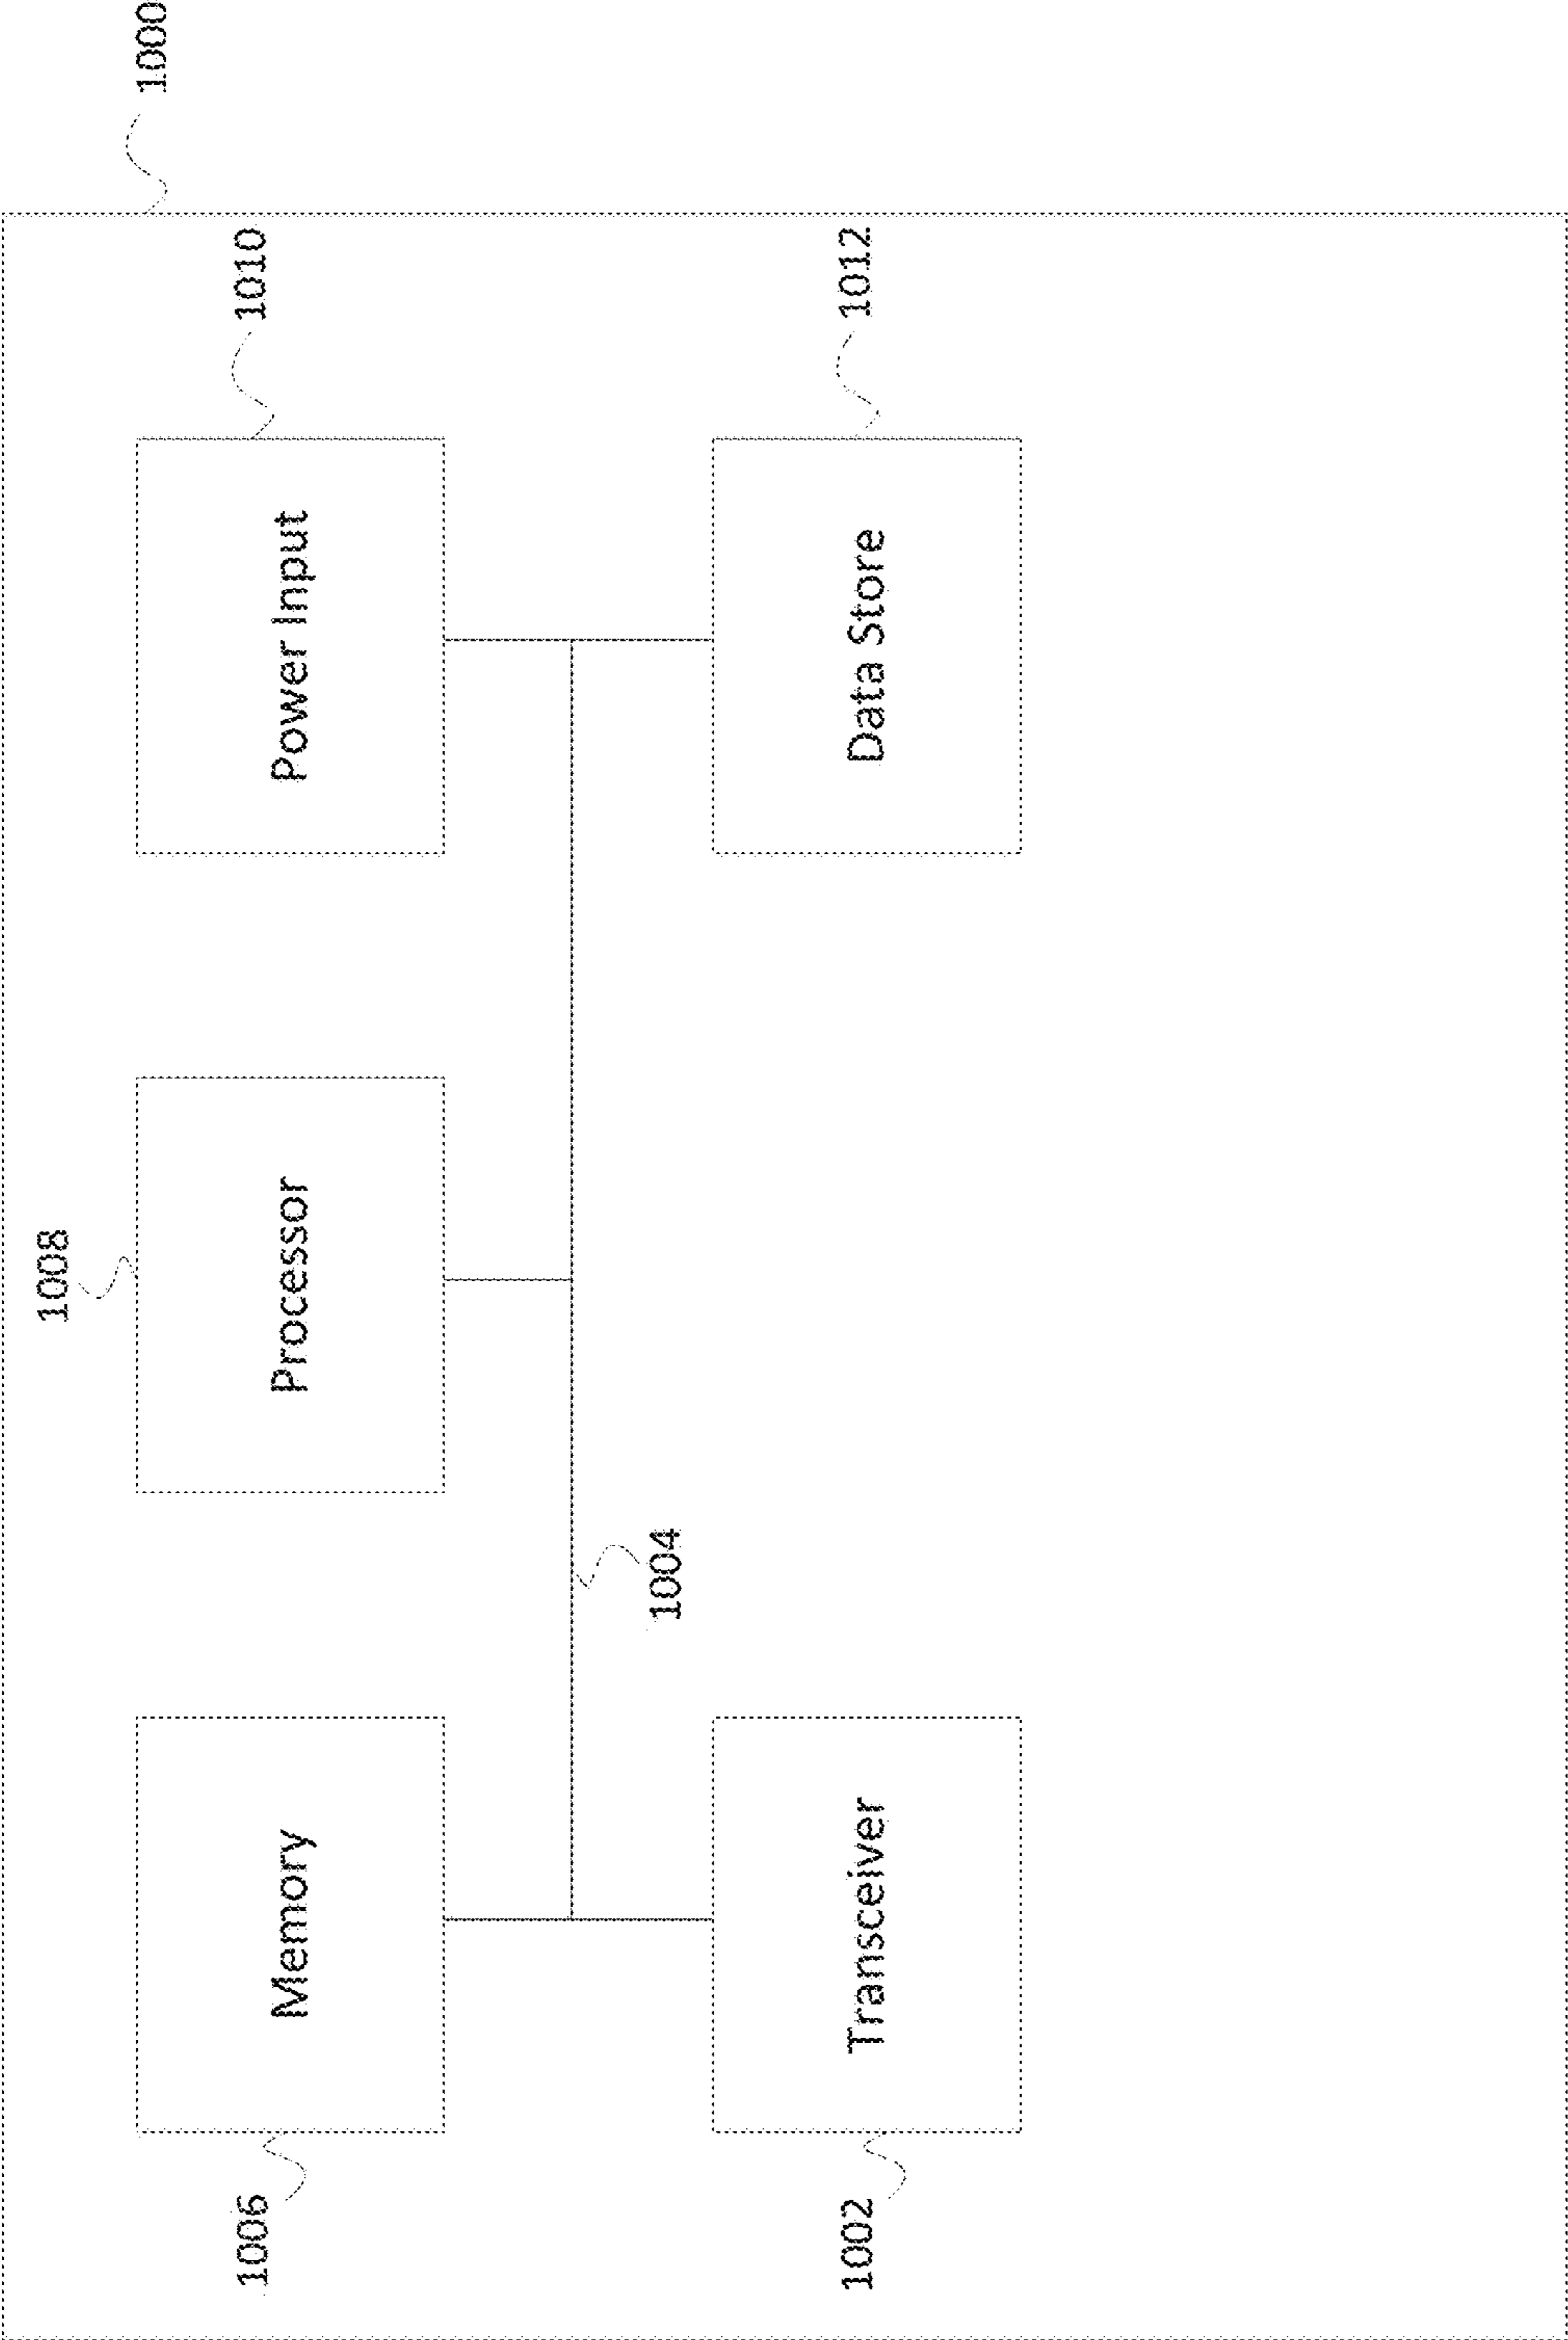 1000
1008
1006
Memory
Processor
Power Input
1010
1004
1002
Transceiver
Data Store
1012